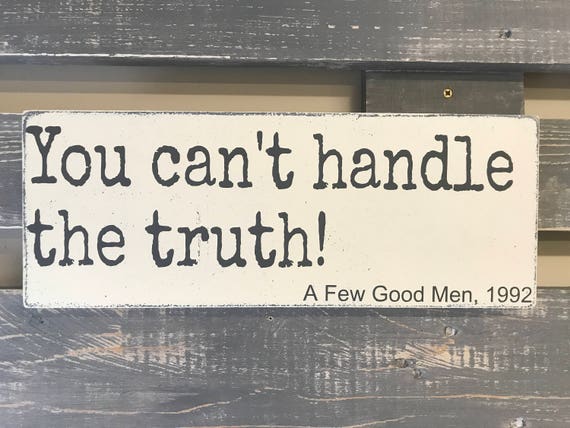 You can't handle
the truth!
A Few Good Men, 1992